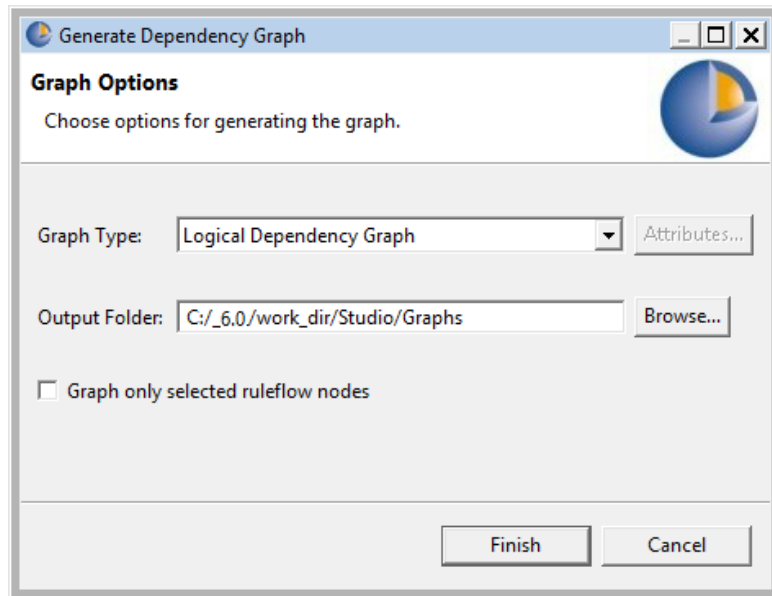 Generate Dependency Graph
Graph Options
Choose options for generating the graph.
Graph Type: Logical Dependency Graph Attributes...
Output Folder: C:/_6.0/work_dir/Studio/Graphs Browse...
Graph only selected ruleflow nodes
Finish Cancel